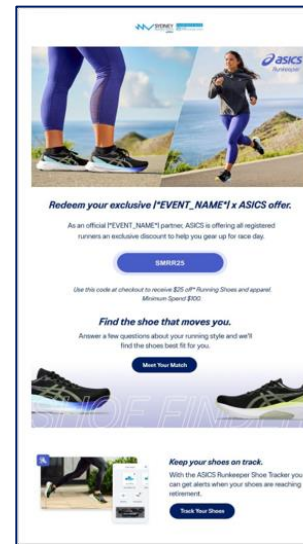 SYDNEY
asics
Runkeeper
Redeem your exclusive |*EVENT_NAME*| x ASICS offer.
As an official |*EVENT_NAME*| partner, ASICS is offering all registered
runners an exclusive discount to help you gear up for race day.
SMRR25
Use this code at checkout to receive $25 off* Running Shoes and apparel.
Minimum Spend $100.
Find the shoe that moves you.
Answer a few questions about your running style and we'll
find the shoes best fit for you.
Meet Your Match
SHOE FINDER
Keep your shoes on track.
With the ASICS Runkeeper Shoe Tracker you
can get alerts when your shoes are reaching
retirement.
Track Your Shoes